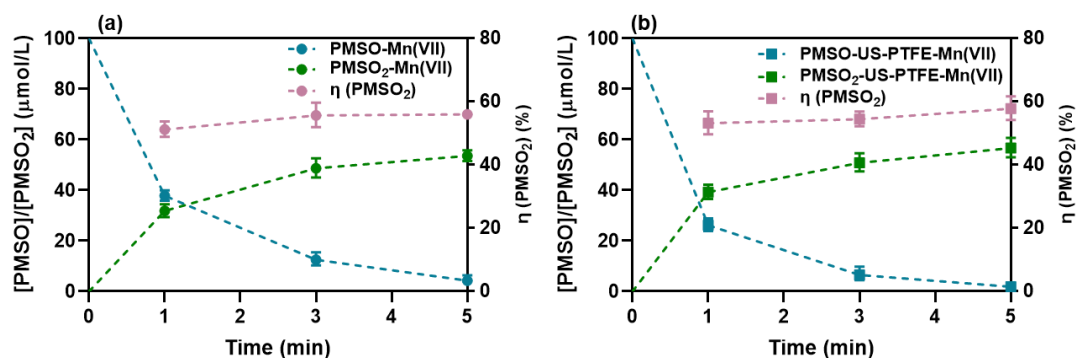 (a)
[PMSO]/[PMSO₂] (μmol/L)
100
80
60
40
20
0
PMSO-Mn(VII)
PMSO₂-Mn(VII)
η (PMSO₂)
80
60
40
20
0
η (PMSO₂) (%)
0 1 2 3 4 5
Time (min)
(b)
[PMSO]/[PMSO₂] (μmol/L)
100
80
60
40
20
0
PMSO-US-PTFE-Mn(VII)
PMSO₂-US-PTFE-Mn(VII)
η (PMSO₂)
80
60
40
20
0
η (PMSO₂) (%)
0 1 2 3 4 5
Time (min)